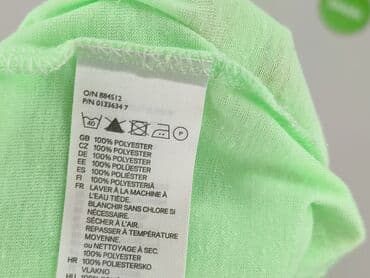 O/N 884512
P/N 0133634 7
40
P
GB 100% POLYESTER
CZ 100% POLYESTER
DE 100% POLYESTER
EE 100% POLÜESTER
ES 100% POLIÉSTER
FI 100% POLYESTERIÄ
FR LAVER À LA MACHINE À
L'EAU TIÈDE.
BLANCHIR SANS CHLORE SI
NÉCESSAIRE.
SÉCHER À L'AIR.
REPASSER À TEMPÉRATURE
MOYENNE.
ou NETTOYAGE À SEC.
HR 100% POLIESTERSKO
VLAKNO